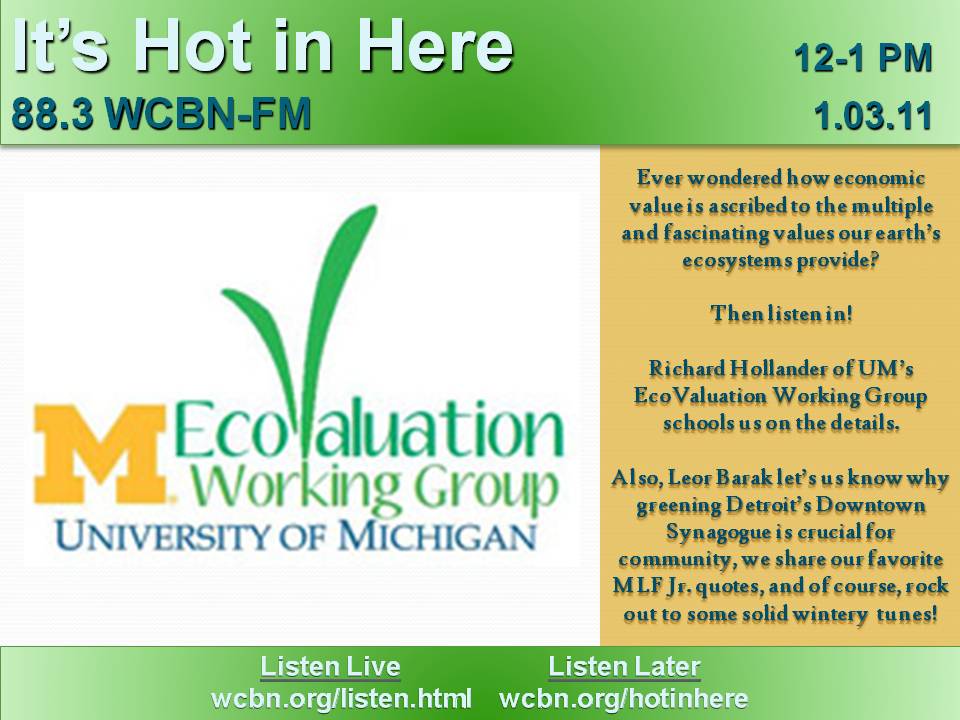 It's Hot in Here
12-1 PM
88.3 WCBN-FM
1.03.11
M
EcoValuation
Working Group
UNIVERSITY OF MICHIGAN
Ever wondered how economic
value is ascribed to the multiple
and fascinating values our earth's
ecosystems provide?
Then listen in!
Richard Hollander of UM's
EcoValuation Working Group
schools us on the details.
Also, Leor Barak let's us know why
greening Detroit's Downtown
Synagogue is crucial for
community, we share our favorite
MLF Jr. quotes, and of course, rock
out to some solid wintery tunes!
Listen Live
wcbn.org/listen.html
Listen Later
wcbn.org/hotinhere